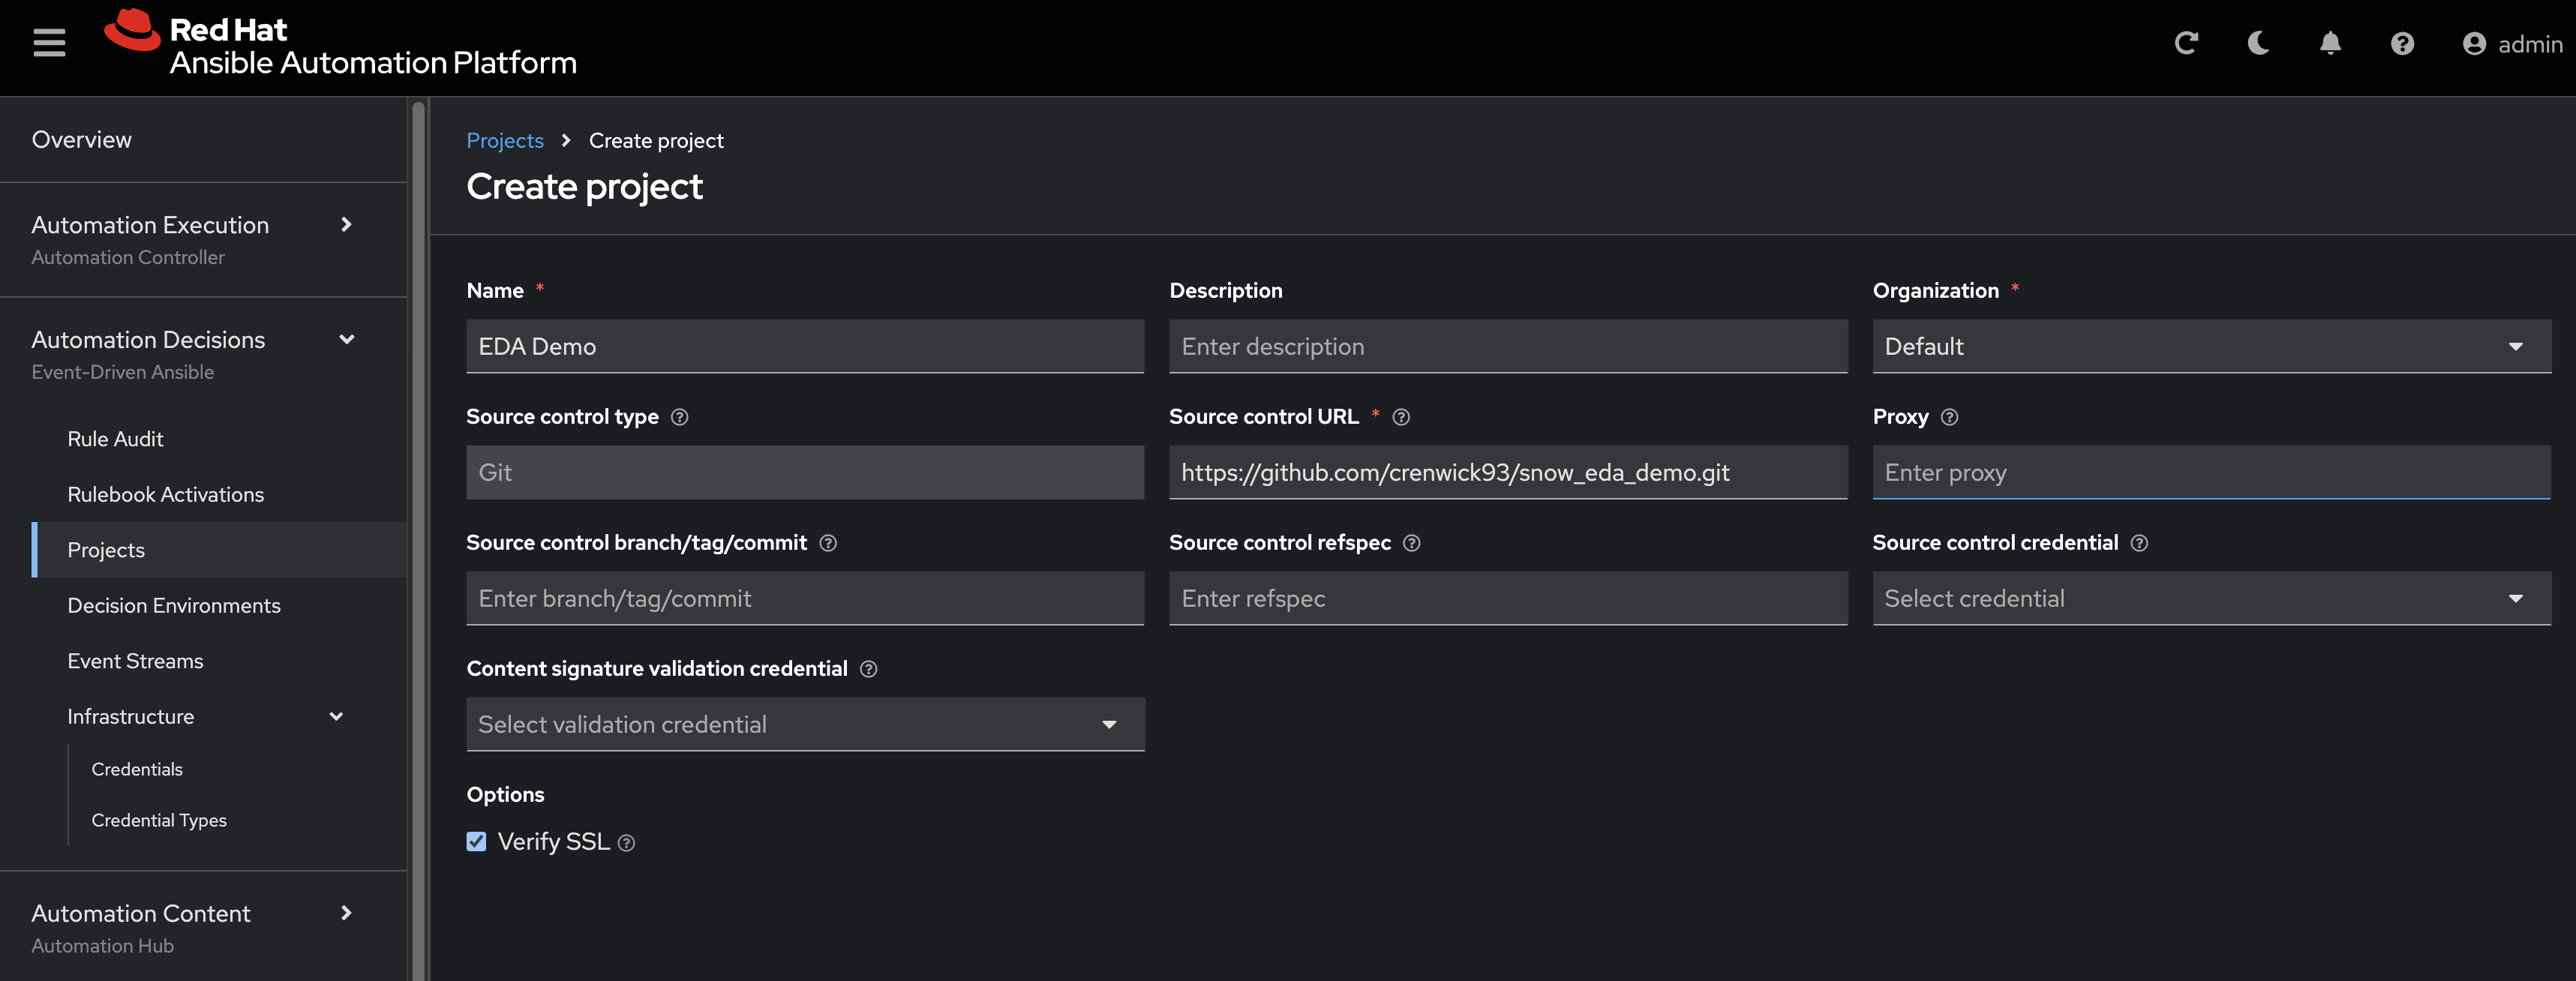 Red Hat
Ansible Automation Platform
admin
Overview
Automation Execution
Automation Controller
Automation Decisions
Event-Driven Ansible
Rule Audit
Rulebook Activations
Projects
Decision Environments
Event Streams
Infrastructure
Credentials
Credential Types
Automation Content
Automation Hub
Projects > Create project
Create project
Name *
EDA Demo
Description
Enter description
Organization *
Default
Source control type
Git
Source control URL *
https://github.com/crenwick93/snow_eda_demo.git
Proxy
Enter proxy
Source control branch/tag/commit
Enter branch/tag/commit
Source control refspec
Enter refspec
Source control credential
Select credential
Content signature validation credential
Select validation credential
Options
Verify SSL